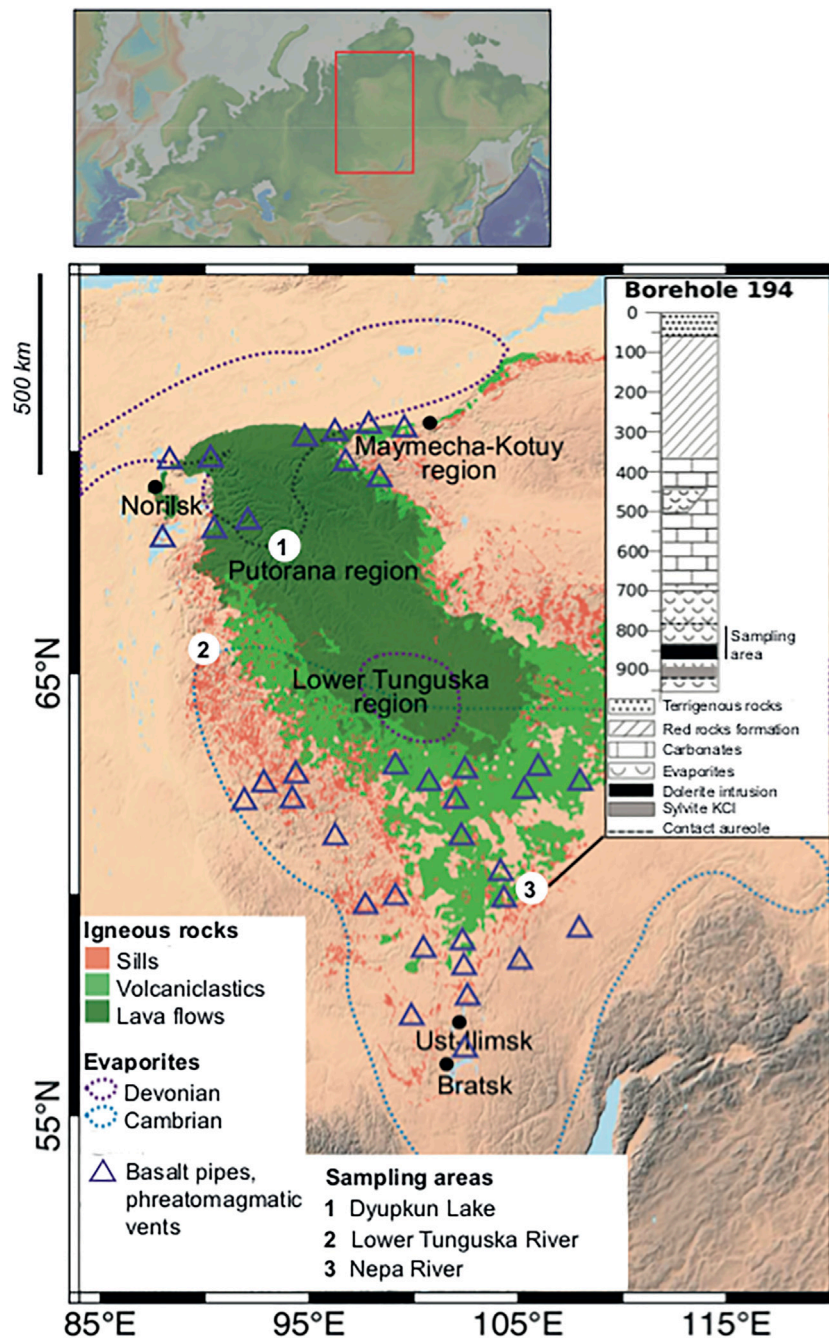 500 km
Borehole 194
0
100
200
300
400
500
600
700
800
900
Sampling
area
Terrigenous rocks
Red rocks formation
Carbonates
Evaporites
Dolerite intrusion
Sylvite KCl
Contact aureole
Maymecha-Kotuy
region
Norilsk
1
Putorana region
2
65°N
Lower Tunguska
region
3
Igneous rocks
Sills
Volcaniclastics
Lava flows
Ust-Ilimsk
Bratsk
Evaporites
Devonian
Cambrian
55°N
Basalt pipes,
phreatomagmatic
vents
Sampling areas
1 Dyupkun Lake
2 Lower Tunguska River
3 Nepa River
85°E 95°E 105°E 115°E